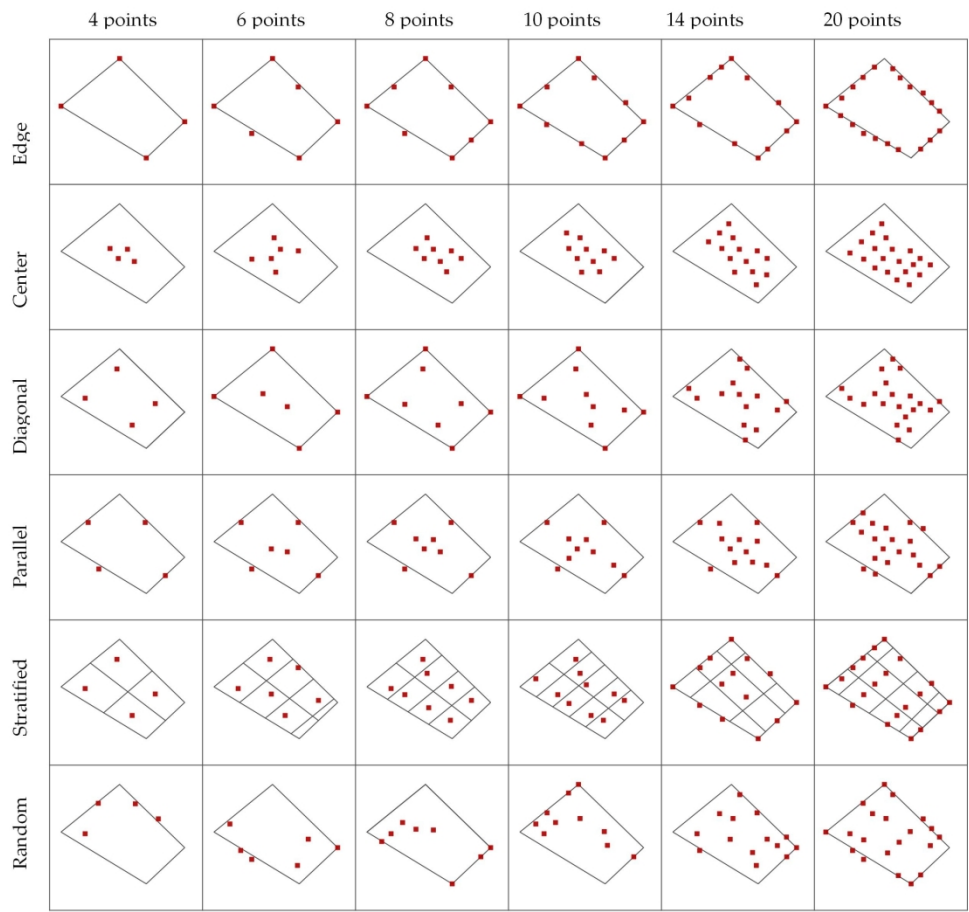 4 points 6 points 8 points 10 points 14 points 20 points
Edge
Center
Diagonal
Parallel
Stratified
Random